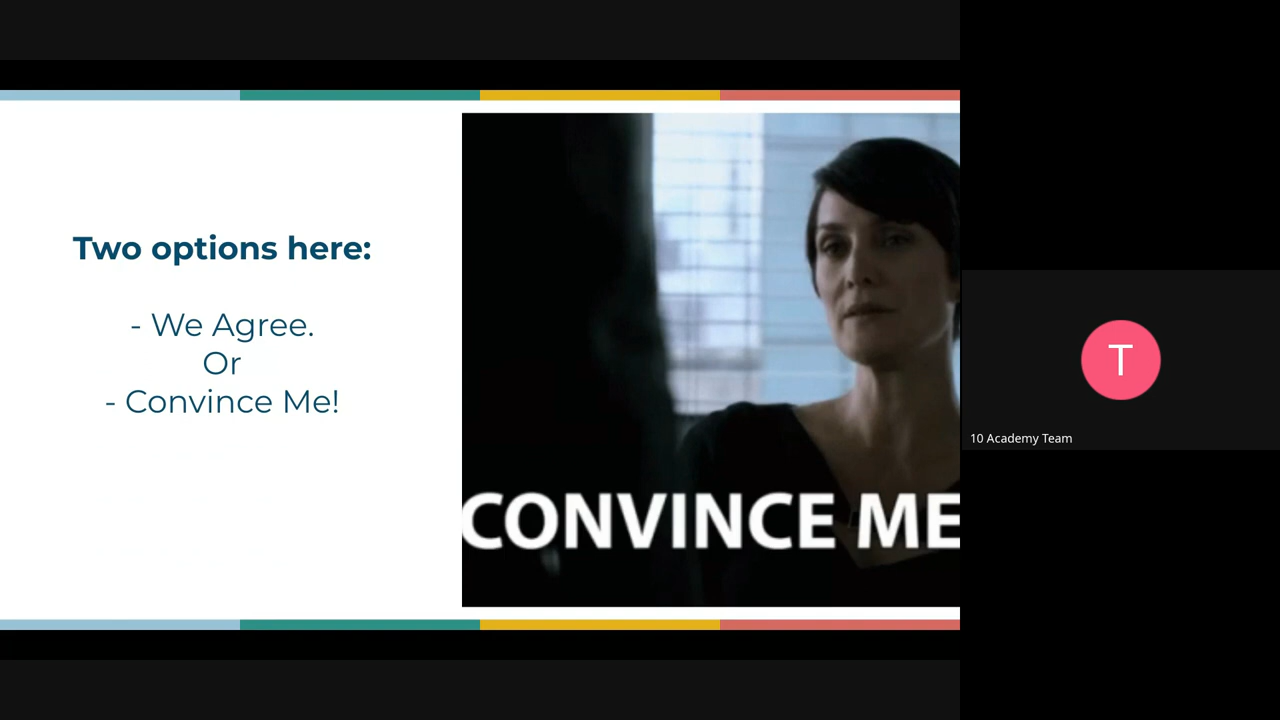 Two options here:
- We Agree.
Or
- Convince Me!
CONVINCE ME
T
10 Academy Team